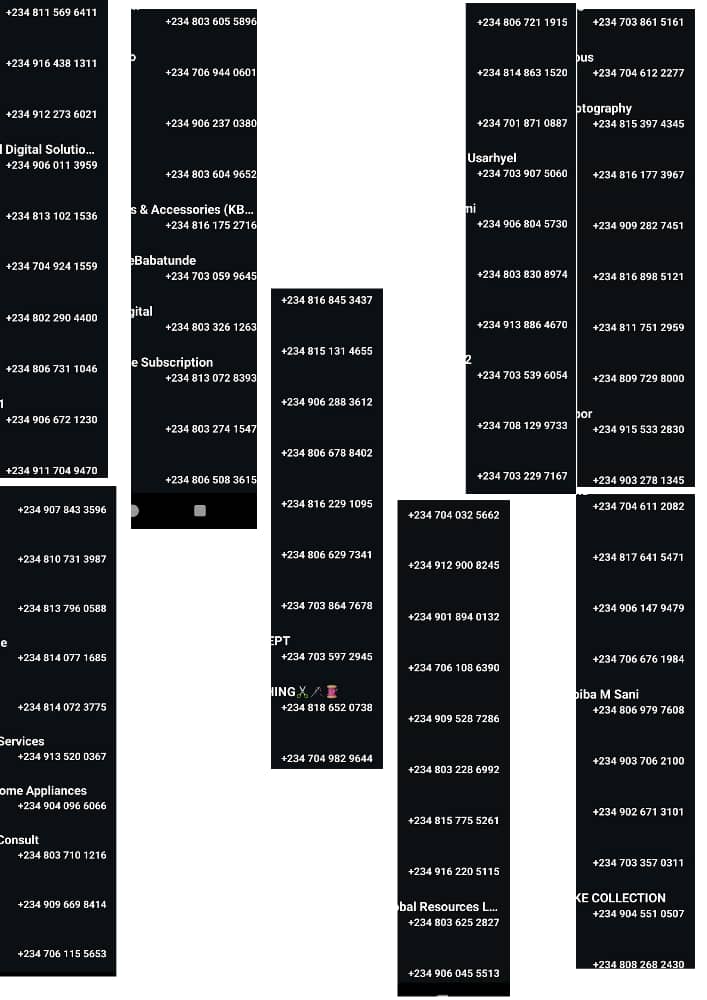 +234 811 569 6411
+234 916 438 1311
+234 912 273 6021
l Digital Solutio...
+234 906 011 3959
+234 813 102 1536
+234 704 924 1559
+234 802 290 4400
+234 806 731 1046
1
+234 906 672 1230
+234 911 704 9470
+234 907 843 3596
+234 810 731 3987
+234 813 796 0588
e
+234 814 077 1685
+234 814 072 3775
Services
+234 913 520 0367
ome Appliances
+234 904 096 6066
Consult
+234 803 710 1216
+234 909 669 8414
+234 706 115 5653
+234 803 605 5896
o
+234 706 944 0601
+234 906 237 0380
+234 803 604 9652
s & Accessories (KB...
+234 816 175 2716
eBabatunde
+234 703 059 9645
gital
+234 803 326 1263
e Subscription
+234 813 072 8393
+234 803 274 1547
+234 806 508 3615
+234 816 845 3437
+234 815 131 4655
+234 906 288 3612
+234 806 678 8402
+234 816 229 1095
+234 806 629 7341
+234 703 864 7678
EPT
+234 703 597 2945
HING✂️🪡🧵
+234 818 652 0738
+234 704 982 9644
+234 704 032 5662
+234 912 900 8245
+234 901 894 0132
+234 706 108 6390
+234 909 528 7286
+234 803 228 6992
+234 815 775 5261
+234 916 220 5115
bal Resources L...
+234 803 625 2827
+234 906 045 5513
+234 806 721 1915
+234 814 863 1520
+234 701 871 0887
Usarhyel
+234 703 907 5060
mi
+234 906 804 5730
+234 803 830 8974
+234 913 886 4670
2
+234 703 539 6054
+234 708 129 9733
+234 703 229 7167
+234 703 861 5161
ous
+234 704 612 2277
otography
+234 815 397 4345
+234 816 177 3967
+234 909 282 7451
+234 816 898 5121
+234 811 751 2959
+234 809 729 8000
oor
+234 915 533 2830
+234 903 278 1345
+234 704 611 2082
+234 817 641 5471
+234 906 147 9479
+234 706 676 1984
biba M Sani
+234 806 979 7608
+234 903 706 2100
+234 902 671 3101
+234 703 357 0311
KE COLLECTION
+234 904 551 0507
+234 808 268 2430